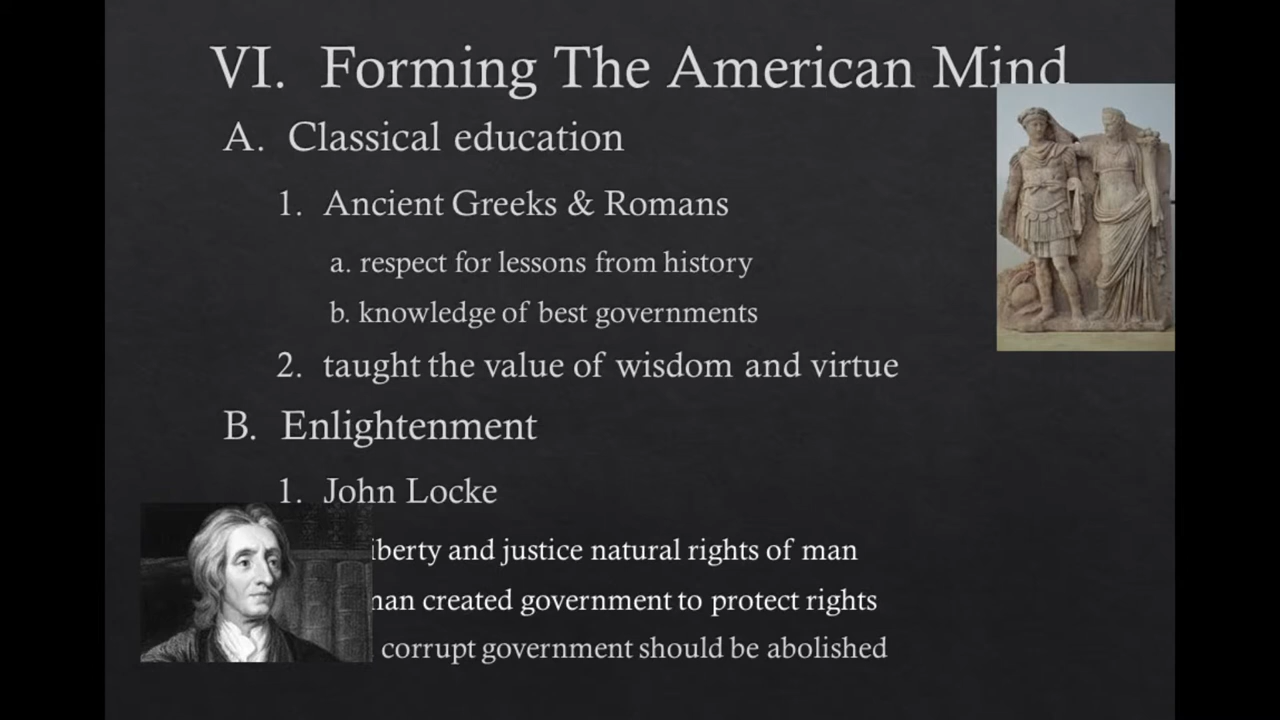 VI. Forming The American Mind
A. Classical education
1. Ancient Greeks & Romans
a. respect for lessons from history
b. knowledge of best governments
2. taught the value of wisdom and virtue
B. Enlightenment
1. John Locke
iberty and justice natural rights of man
nan created government to protect rights
corrupt government should be abolished